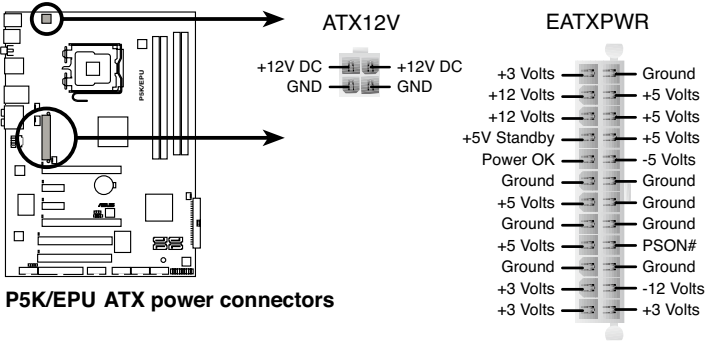 ATX12V
EATXPWR
+12V DC +12V DC
GND GND
+3 Volts Ground
+12 Volts +5 Volts
+12 Volts +5 Volts
+5V Standby +5 Volts
Power OK -5 Volts
Ground Ground
+5 Volts Ground
Ground Ground
+5 Volts PSON#
Ground Ground
+3 Volts -12 Volts
+3 Volts +3 Volts
P5K/EPU
P5K/EPU ATX power connectors